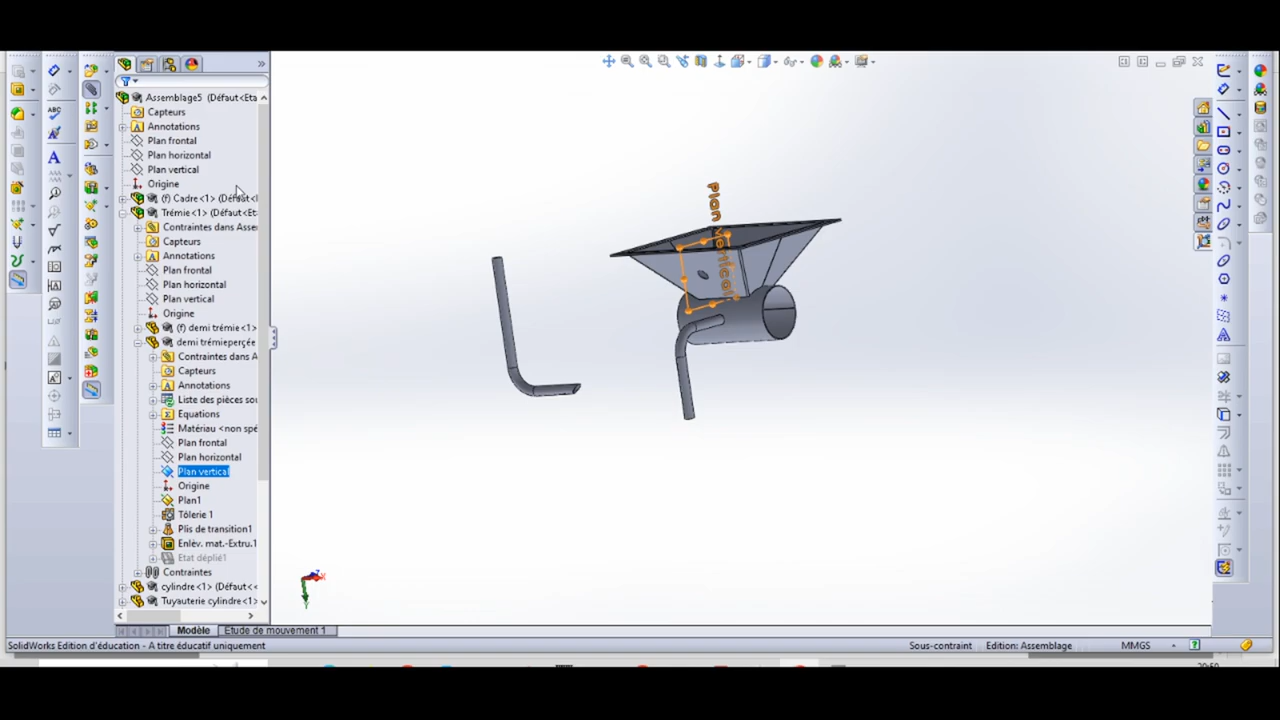 Assemblage5 (Défaut<Eta
Capteurs
Annotations
Plan frontal
Plan horizontal
Plan vertical
Origine
(f) Cadre<1> (Défaut<
Trémie<1> (Défaut<Et
Contraintes dans Asse
Capteurs
Annotations
Plan frontal
Plan horizontal
Plan vertical
Origine
(f) demi trémie<1>
demi trémieperçée
Contraintes dans A
Capteurs
Annotations
Liste des pièces sou
Equations
Matériau <non spé
Plan frontal
Plan horizontal
Plan vertical
Origine
Plan1
Tôlerie 1
Plis de transition1
Enlèv. mat.-Extru.1
Etat déplié1
Contraintes
cylindre<1> (Défaut<<
Tuyauterie cylindre<1>
Plan vertical
ABC
A
Modèle
Etude de mouvement 1
SolidWorks Edition d'éducation - A titre éducatif uniquement
Sous-contraint
Edition: Assemblage
MMGS